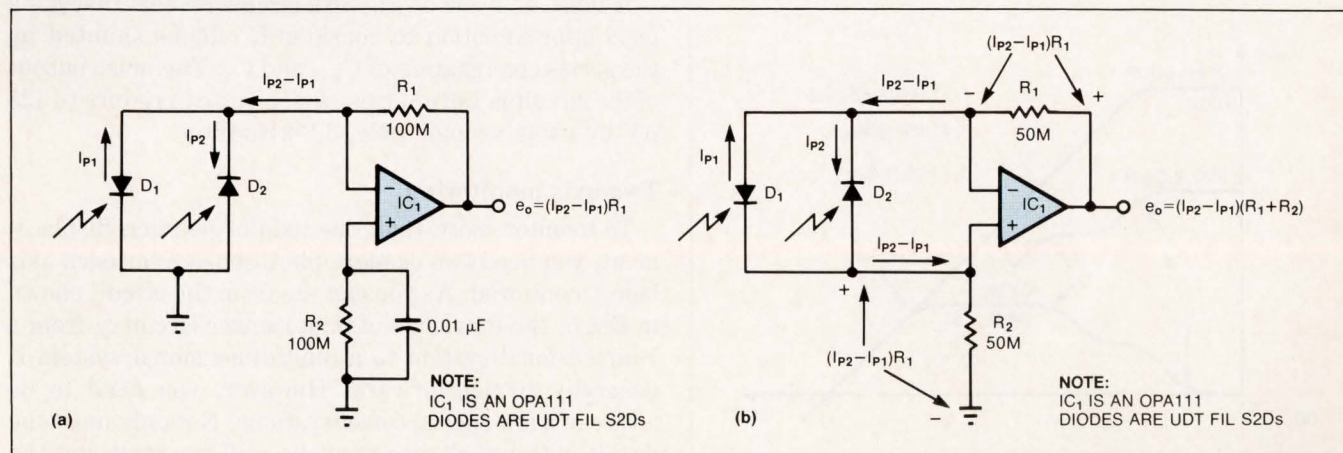 I_P2–I_P1
R_1
100M
I_P1
I_P2
D_1
D_2
–
+
IC_1
e_o=(I_P2–I_P1)R_1
R_2
100M
0.01 µF
NOTE:
IC_1 IS AN OPA111
DIODES ARE UDT FIL S2Ds
(a)
(I_P2–I_P1)R_1
I_P2–I_P1
R_1
+
50M
I_P1
I_P2
D_1
D_2
–
+
IC_1
e_o=(I_P2–I_P1)(R_1+R_2)
I_P2–I_P1
+
R_2
50M
(I_P2–I_P1)R_1
–
NOTE:
IC_1 IS AN OPA111
DIODES ARE UDT FIL S2Ds
(b)